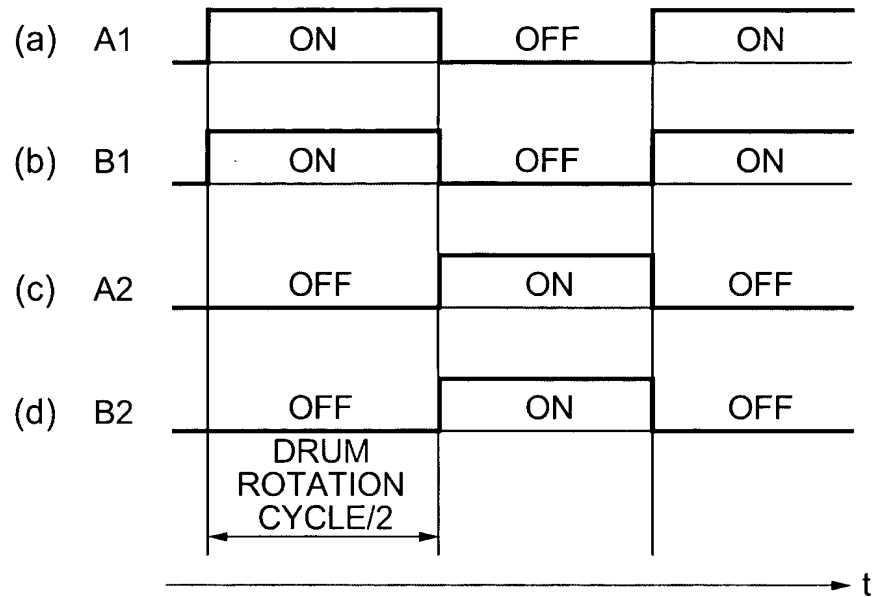 (a) A1 ON OFF ON
(b) B1 ON OFF ON
(c) A2 OFF ON OFF
(d) B2 OFF ON OFF
DRUM
ROTATION
CYCLE/2
t